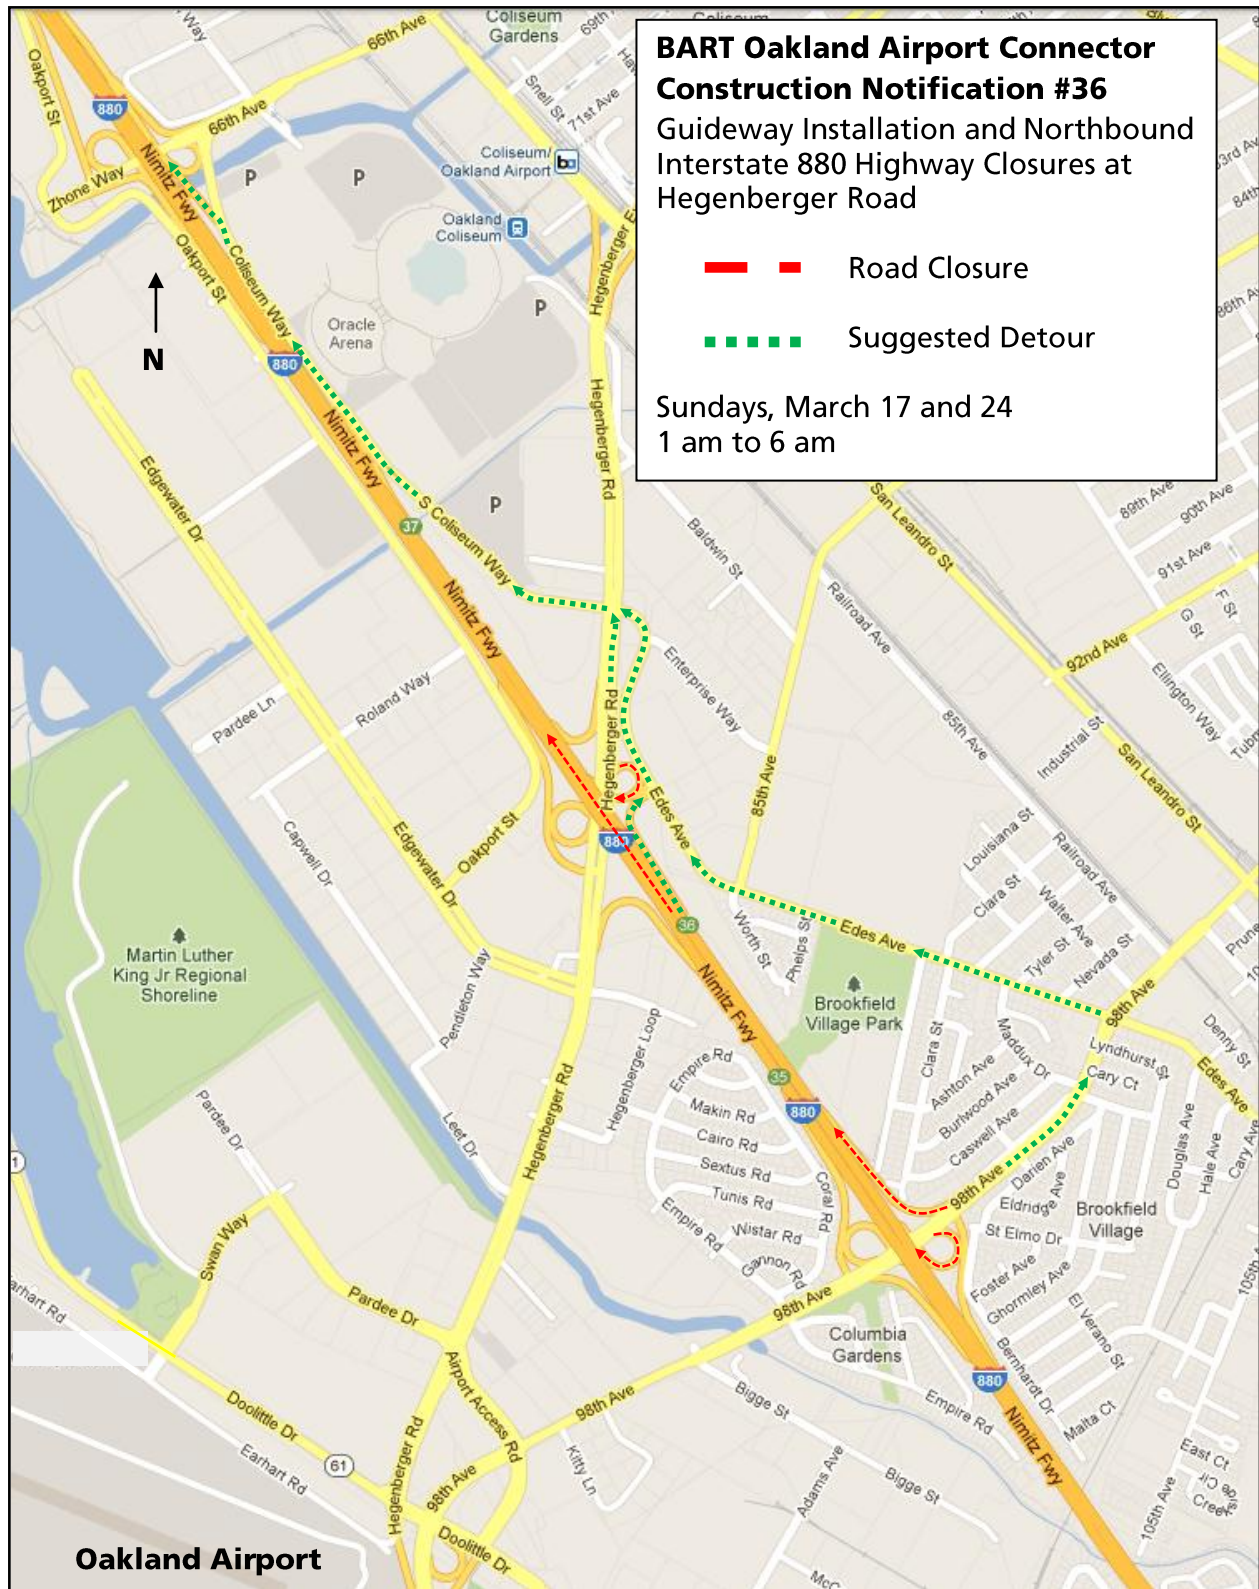 BART Oakland Airport Connector
Construction Notification #36
Guideway Installation and Northbound
Interstate 880 Highway Closures at
Hegenberger Road
Road Closure
Suggested Detour
Sundays, March 17 and 24
1 am to 6 am
Coliseum
Gardens
66th Ave
69th
Snell St
71st Ave
Oakport St
880
66th Ave
Zhone Way
Nimitz Fwy
P
P
Coliseum/
Oakland Airport
Oakland
Coliseum
Hegenberger
Oakport St
Coliseum Way
N
Oracle
Arena
P
880
Hegenberger Rd
Nimitz Fwy
Edgewater Dr
P
S Coliseum Way
37
Baldwin St
San Leandro St
89th Ave
90th Ave
91st Ave
F St
G St
92nd Ave
Railroad Ave
Nimitz Fwy
Enterprise Way
Ellington Way
Pardee Ln
Roland Way
Hegenberger Rd
85th Ave
Industrial St
San Leandro St
85th Ave
Edes Ave
880
Capwell Dr
Edgewater Dr
Oakport St
Louisiana St
Railroad Ave
Clara St
Walter Ave
Tyler St
Nevada St
36
Worth St
Phelps St
Edes Ave
Martin Luther
King Jr Regional
Shoreline
Pendleton Way
Nimitz Fwy
Brookfield
Village Park
98th Ave
Denny St
Edes Ave
Hegenberger Loop
Clara St
Maddux Dr
Lyndhurst St
Cary Ct
Empire Rd
35
880
Ashton Ave
Burlwood Ave
Caswell Ave
Makin Rd
Cairo Rd
Sextus Rd
Tunis Rd
Wistar Rd
Gannon Rd
Coral Rd
Empire Rd
Hegenberger Rd
Pardee Dr
Leet Dr
98th Ave
Darien Ave
Eldridge Ave
St Elmo Dr
Brookfield
Village
Douglas Ave
Hale Ave
Cary Ave
Foster Ave
Ghormley Ave
El Verano St
Swan Way
Pardee Dr
98th Ave
Columbia
Gardens
Bernhardt Dr
880
Malta Ct
Empire Rd
Nimitz Fwy
Airport Access Rd
98th Ave
Bigge St
Bigge St
Adams Ave
East Ct
105th Ave
Doolittle Dr
Earhart Rd
61
Hegenberger Rd
98th Ave
Kitty Ln
Doolittle Dr
Oakland Airport